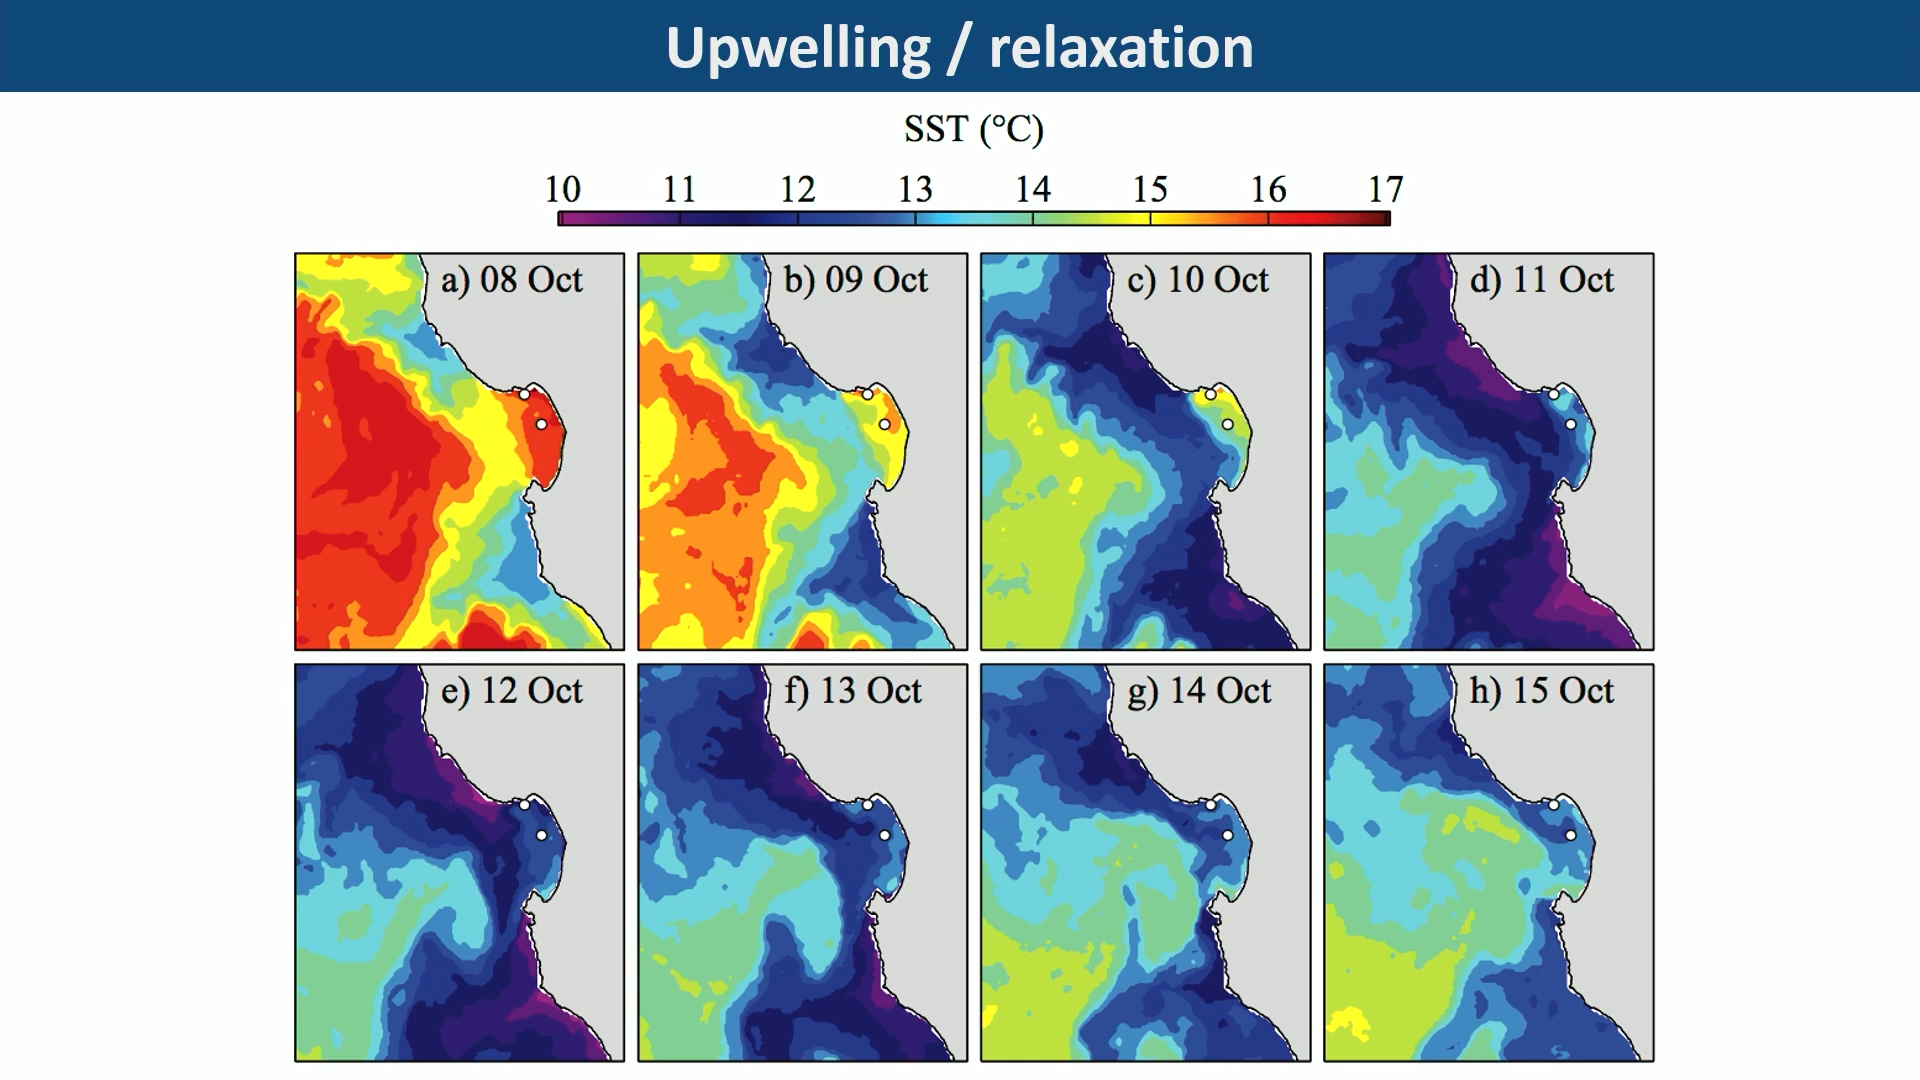 Upwelling / relaxation
SST (°C)
10 11 12 13 14 15 16 17
a) 08 Oct
b) 09 Oct
c) 10 Oct
d) 11 Oct
e) 12 Oct
f) 13 Oct
g) 14 Oct
h) 15 Oct